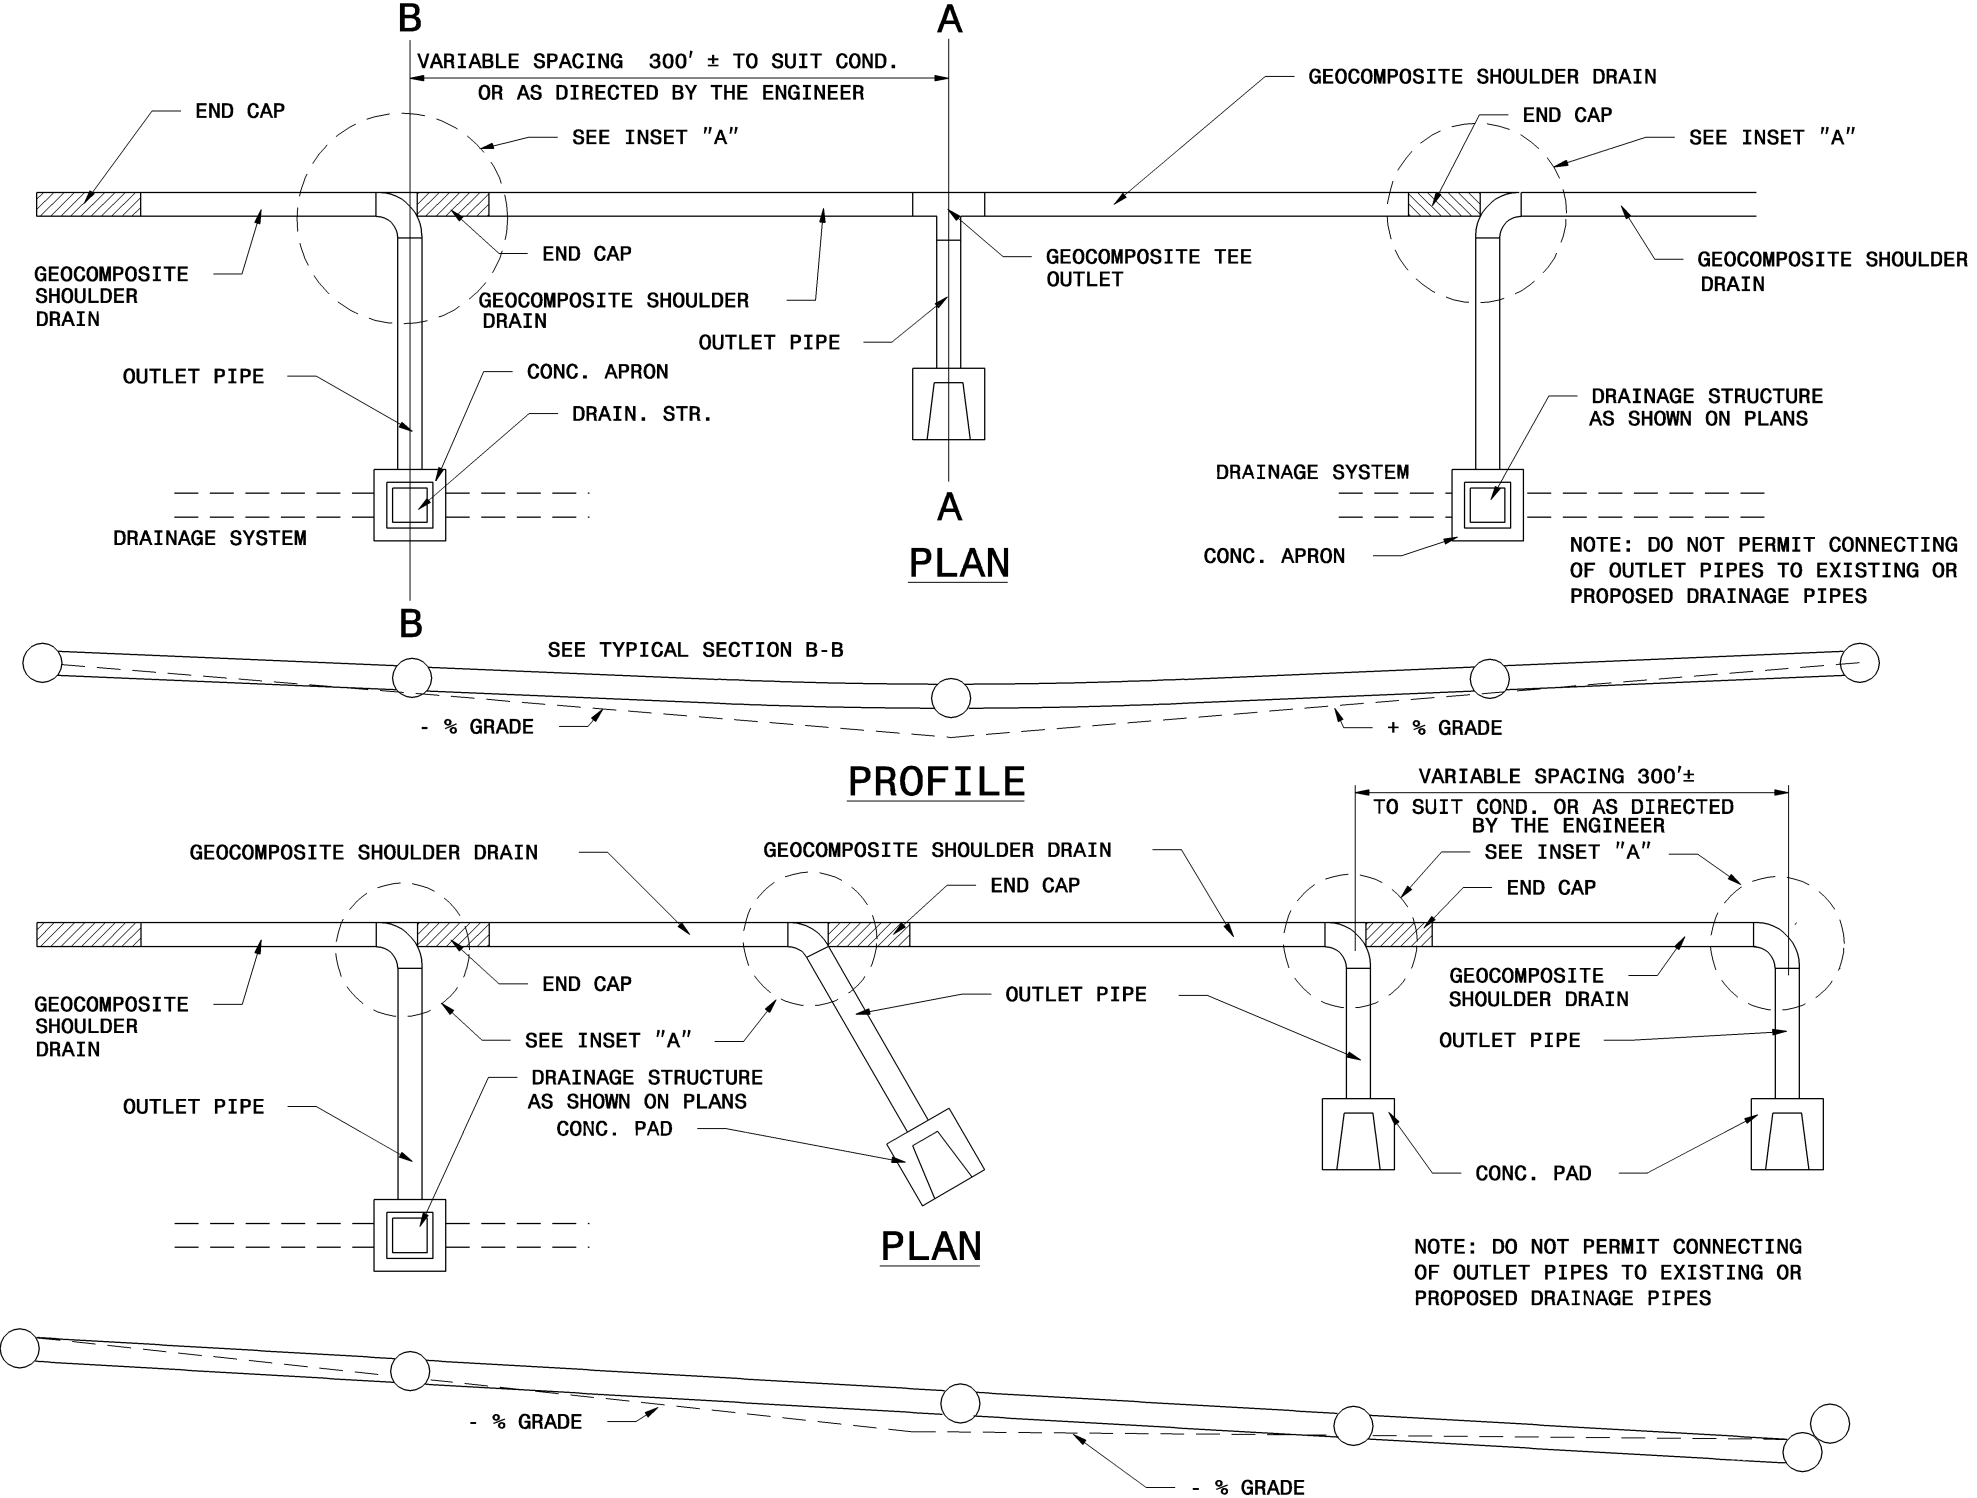 B
A
VARIABLE SPACING 300' ± TO SUIT COND.
OR AS DIRECTED BY THE ENGINEER
GEOCOMPOSITE SHOULDER DRAIN
END CAP
SEE INSET "A"
END CAP
SEE INSET "A"
END CAP
GEOCOMPOSITE TEE
OUTLET
GEOCOMPOSITE SHOULDER
DRAIN
GEOCOMPOSITE
SHOULDER
DRAIN
GEOCOMPOSITE SHOULDER
DRAIN
OUTLET PIPE
OUTLET PIPE
CONC. APRON
DRAIN. STR.
DRAINAGE STRUCTURE
AS SHOWN ON PLANS
DRAINAGE SYSTEM
DRAINAGE SYSTEM
A
PLAN
CONC. APRON
NOTE: DO NOT PERMIT CONNECTING
OF OUTLET PIPES TO EXISTING OR
PROPOSED DRAINAGE PIPES
B
SEE TYPICAL SECTION B-B
- % GRADE
+ % GRADE
PROFILE
VARIABLE SPACING 300'±
TO SUIT COND. OR AS DIRECTED
BY THE ENGINEER
GEOCOMPOSITE SHOULDER DRAIN
GEOCOMPOSITE SHOULDER DRAIN
SEE INSET "A"
END CAP
END CAP
END CAP
GEOCOMPOSITE
SHOULDER
DRAIN
GEOCOMPOSITE
SHOULDER DRAIN
OUTLET PIPE
SEE INSET "A"
OUTLET PIPE
DRAINAGE STRUCTURE
AS SHOWN ON PLANS
OUTLET PIPE
CONC. PAD
CONC. PAD
PLAN
NOTE: DO NOT PERMIT CONNECTING
OF OUTLET PIPES TO EXISTING OR
PROPOSED DRAINAGE PIPES
- % GRADE
- % GRADE